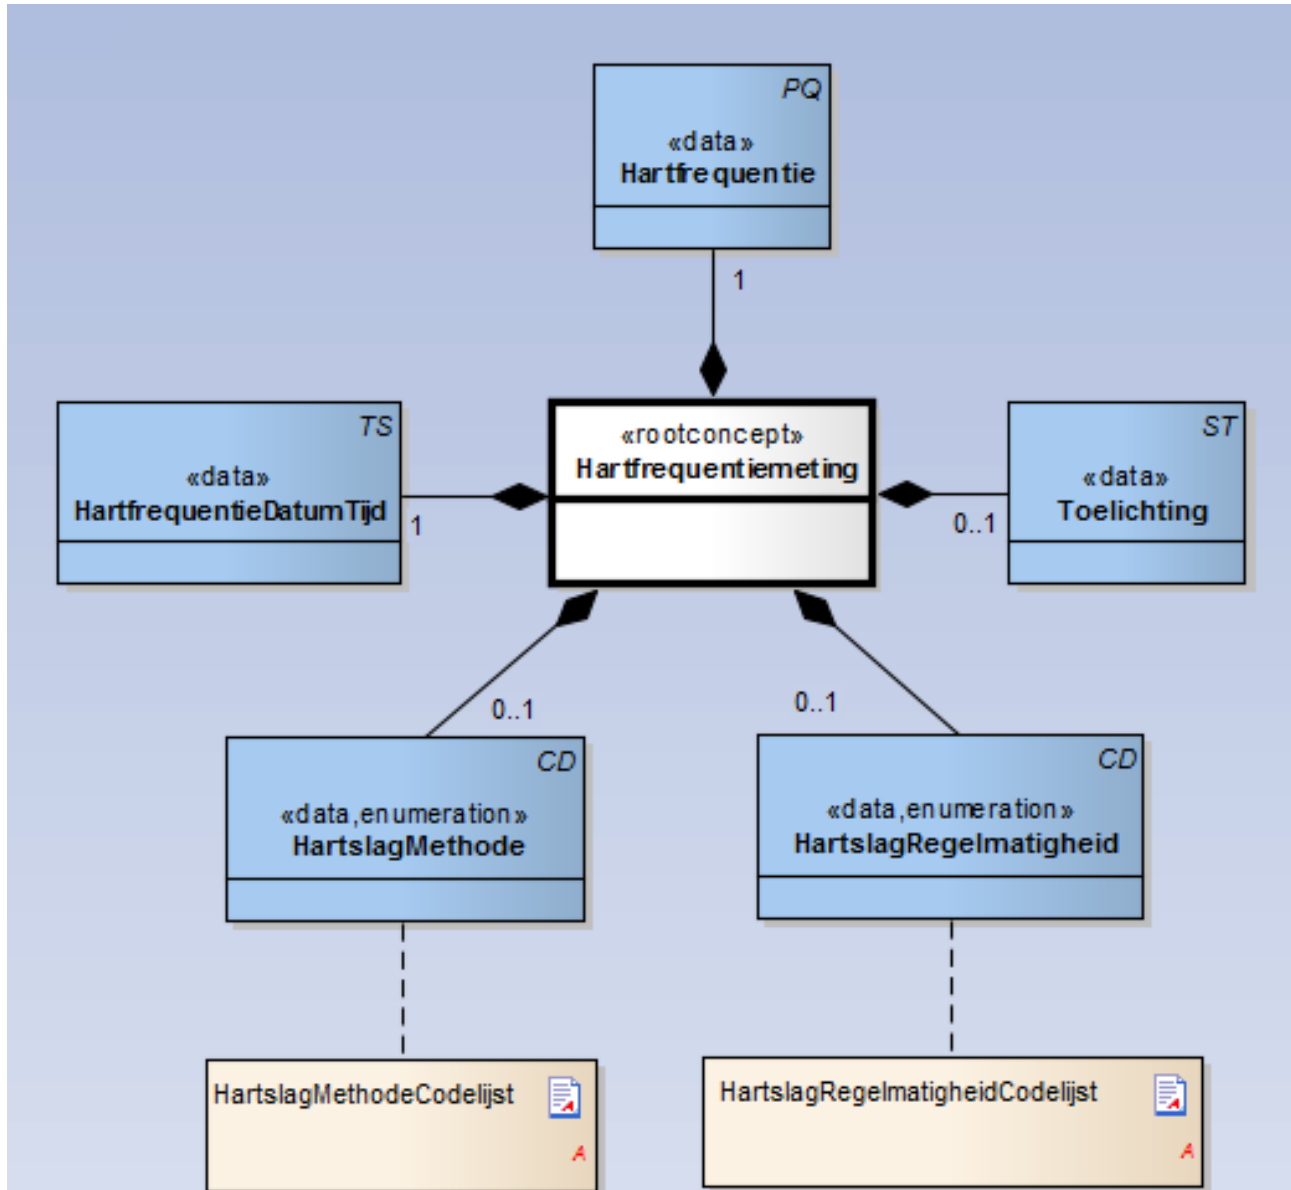 PQ
«data»
Hartfrequentie
1
TS
«data»
HartfrequentieDatumTijd
1
«rootconcept»
Hartfrequentiemeting
ST
«data»
Toelichting
0..1
0..1
0..1
CD
«data,enumeration»
HartslagMethode
CD
«data,enumeration»
HartslagRegelmatigheid
HartslagMethodeCodelijst
A
HartslagRegelmatigheidCodelijst
A